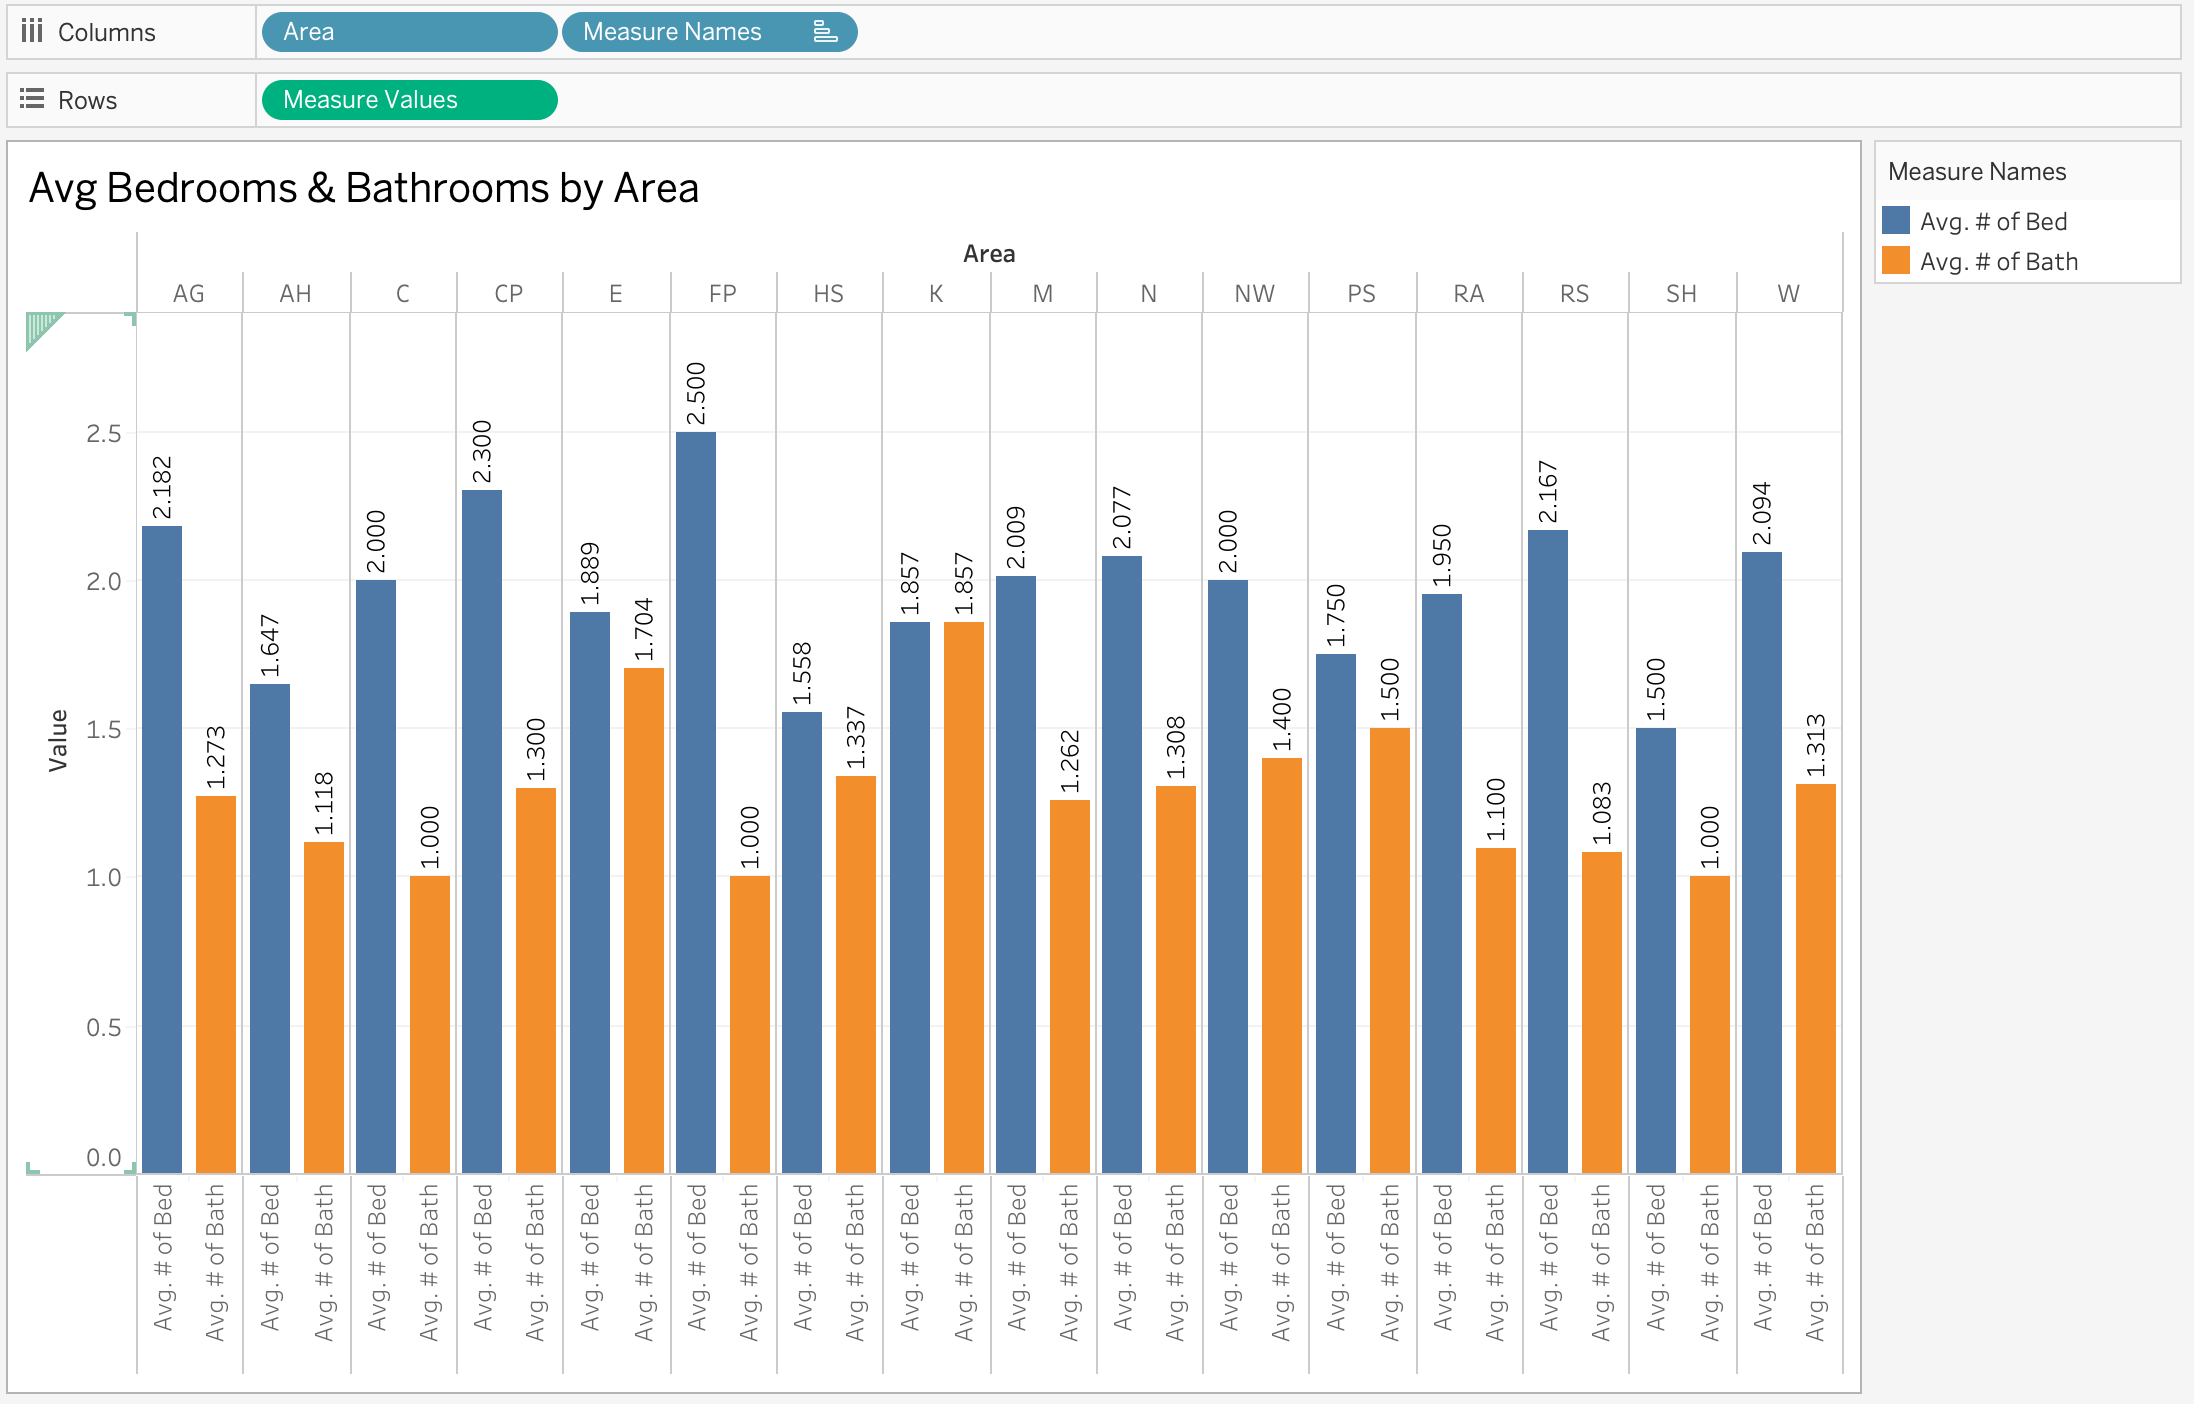 Columns
Area
Measure Names
Rows
Measure Values
Avg Bedrooms & Bathrooms by Area
Measure Names
Avg. # of Bed
Avg. # of Bath
Area
AG AH C CP E FP HS K M N NW PS RA RS SH W
Value
2.5
2.0
1.5
1.0
0.5
0.0
2.182
1.273
1.647
1.118
2.000
1.000
2.300
1.300
1.889
1.704
2.500
1.000
1.558
1.337
1.857
1.857
2.009
1.262
2.077
1.308
2.000
1.400
1.750
1.500
1.950
1.100
2.167
1.083
1.500
1.000
2.094
1.313
Avg. # of Bed
Avg. # of Bath
Avg. # of Bed
Avg. # of Bath
Avg. # of Bed
Avg. # of Bath
Avg. # of Bed
Avg. # of Bath
Avg. # of Bed
Avg. # of Bath
Avg. # of Bed
Avg. # of Bath
Avg. # of Bed
Avg. # of Bath
Avg. # of Bed
Avg. # of Bath
Avg. # of Bed
Avg. # of Bath
Avg. # of Bed
Avg. # of Bath
Avg. # of Bed
Avg. # of Bath
Avg. # of Bed
Avg. # of Bath
Avg. # of Bed
Avg. # of Bath
Avg. # of Bed
Avg. # of Bath
Avg. # of Bed
Avg. # of Bath
Avg. # of Bed
Avg. # of Bath